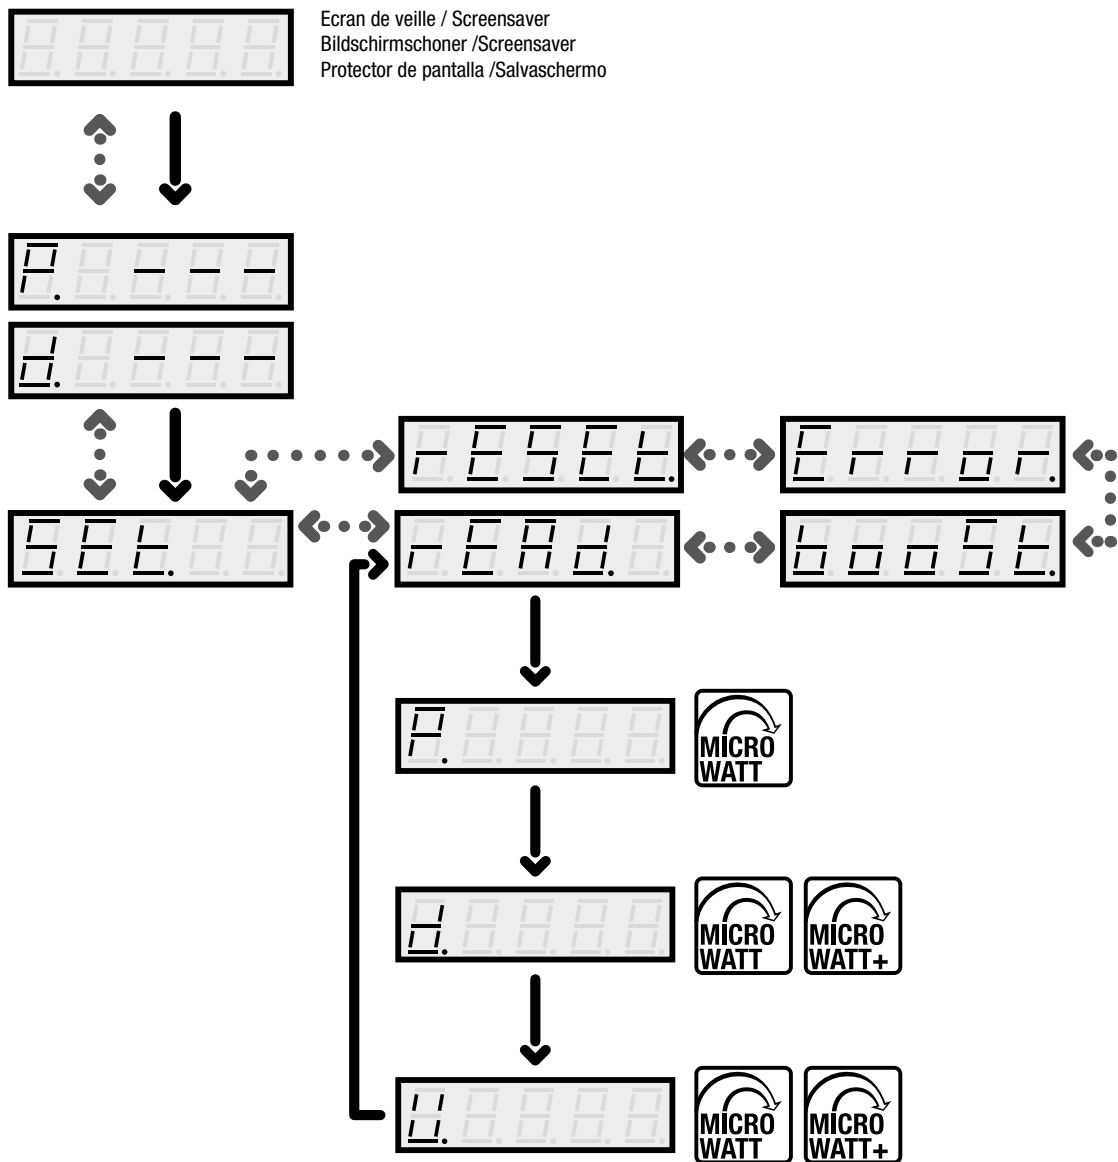 Ecran de veille / Screensaver
Bildschirmschoner /Screensaver
Protector de pantalla /Salvaschermo
P. - - -
d. - - -
rESEt.
Error.
SEt.
rEAd.
bonSt.
P.
MICRO
WATT
d.
MICRO
WATT
MICRO
WATT+
U.
MICRO
WATT
MICRO
WATT+